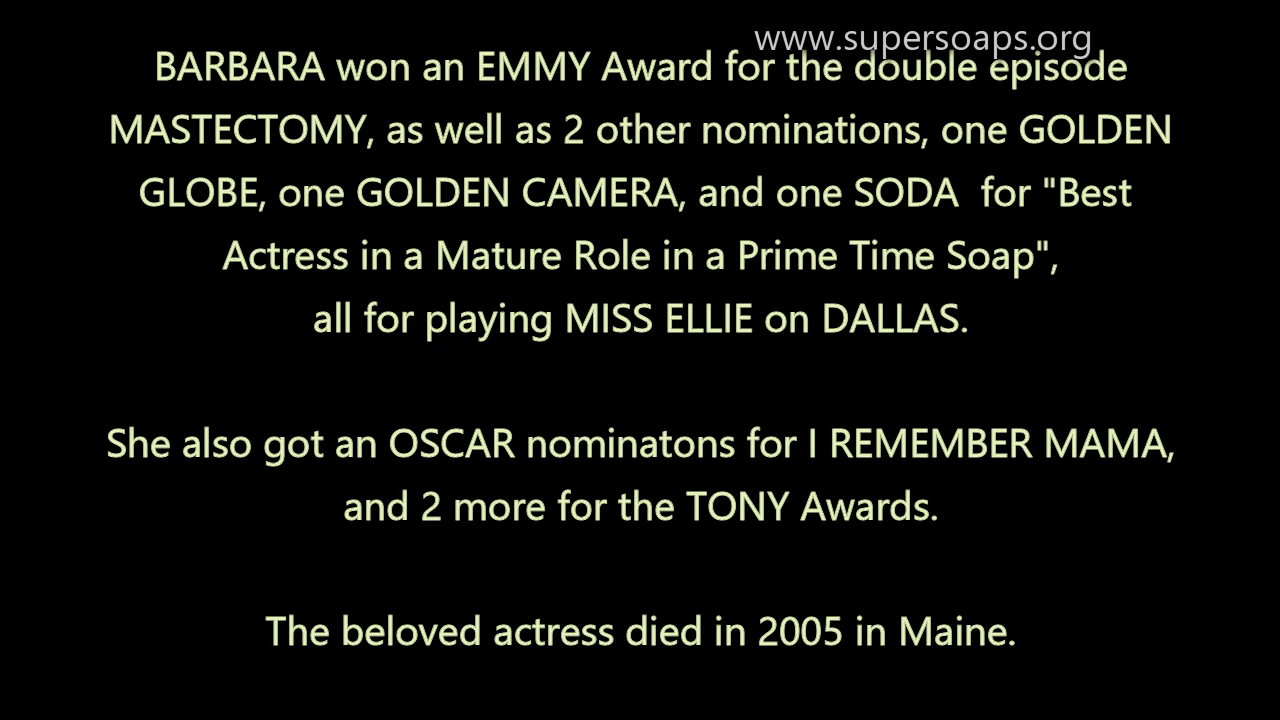 www.supersoaps.org
BARBARA won an EMMY Award for the double episode
MASTECTOMY, as well as 2 other nominations, one GOLDEN
GLOBE, one GOLDEN CAMERA, and one SODA  for "Best
Actress in a Mature Role in a Prime Time Soap",
all for playing MISS ELLIE on DALLAS.
She also got an OSCAR nominatons for I REMEMBER MAMA,
and 2 more for the TONY Awards.
The beloved actress died in 2005 in Maine.